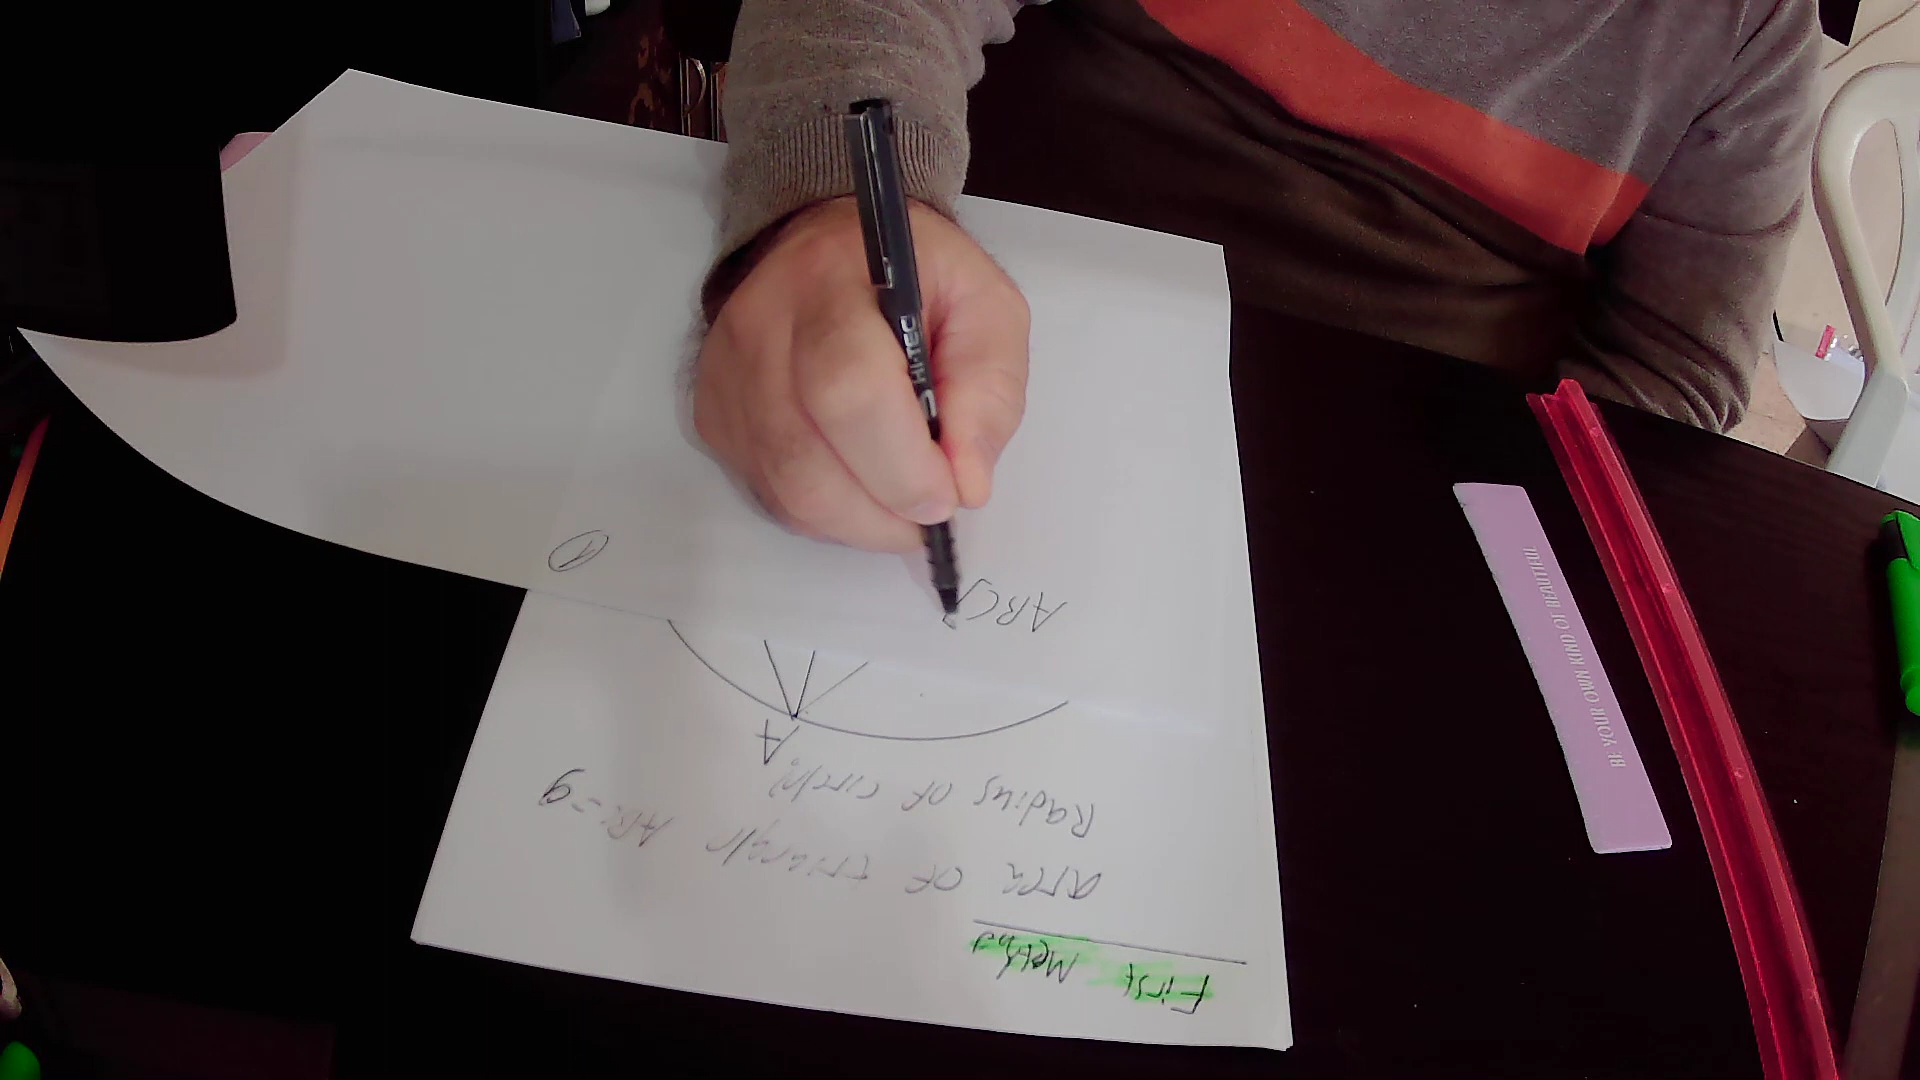 First Method
area of triangle AB = 9
Radius of circle
A
ABC
1
HI-TEC
BE YOUR OWN KIND OF BEAUTIFUL